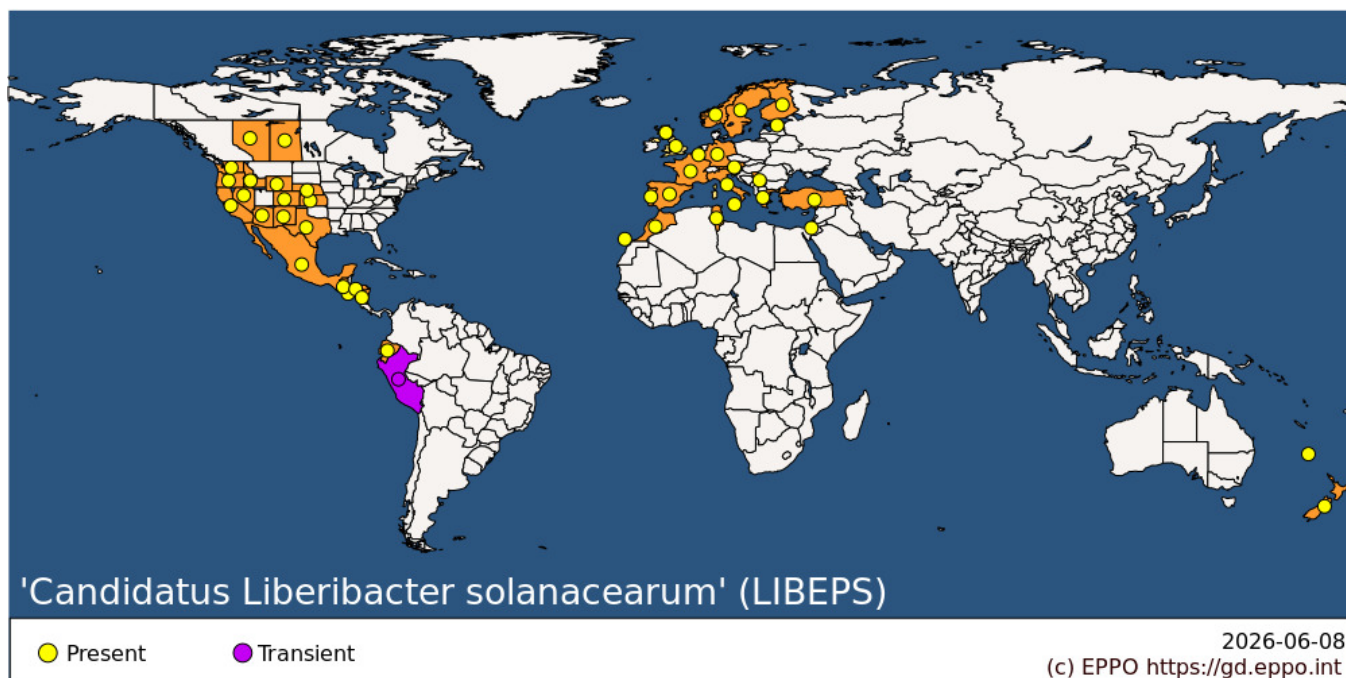 'Candidatus Liberibacter solanacearum' (LIBEPS)
Present
Transient
2026-06-08
(c) EPPO https://gd.eppo.int